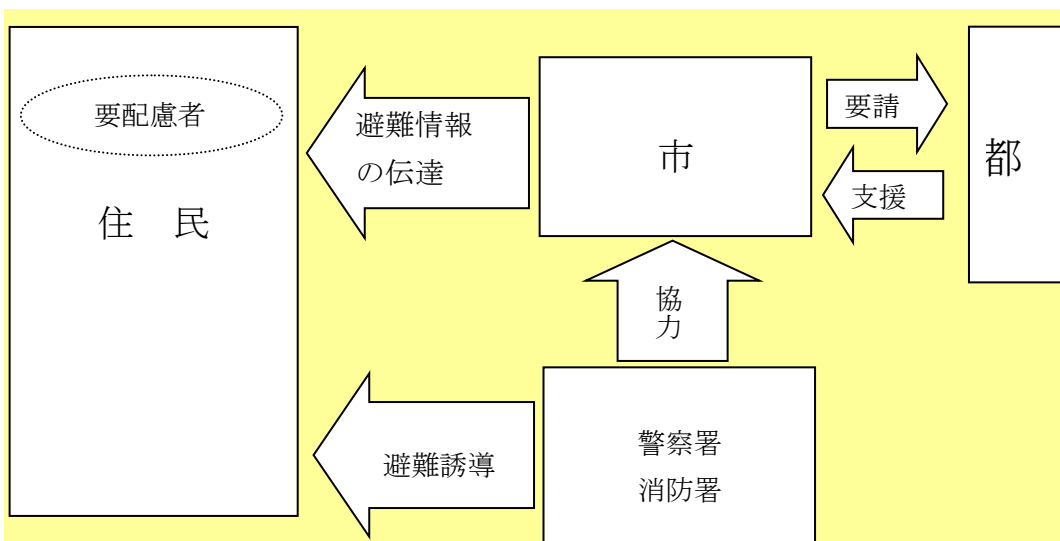 要配慮者
住　民
避難情報
の伝達
市
要請
支援
都
協
力
避難誘導
警察署
消防署